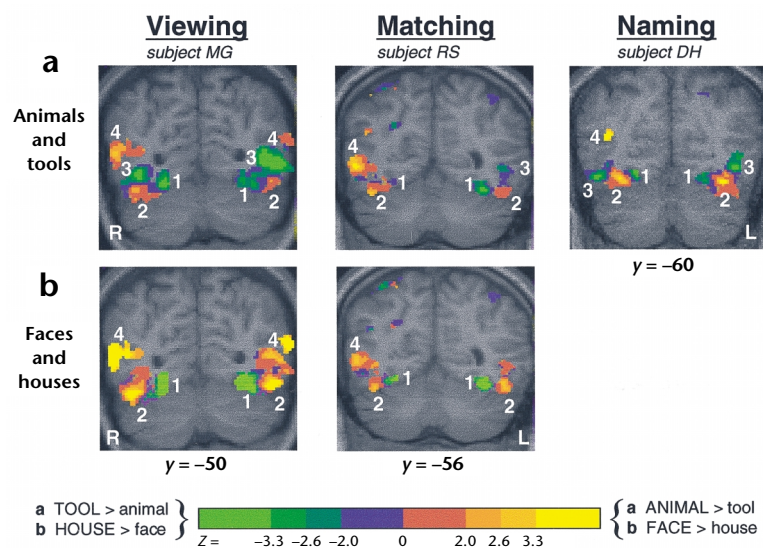 Viewing Matching Naming
subject MG subject RS subject DH
a
Animals
and
tools
4 3 1 2 4 3 1 2 R
4 2 1 1 3 2
4 3 2 1 1 2 3 L
y = –60
b
Faces
and
houses
4 1 2 4 1 2 R
4 1 2 1 2 L
y = –50 y = –56
a TOOL > animal
b HOUSE > face
a ANIMAL > tool
b FACE > house
Z = –3.3 –2.6 –2.0 0 2.0 2.6 3.3